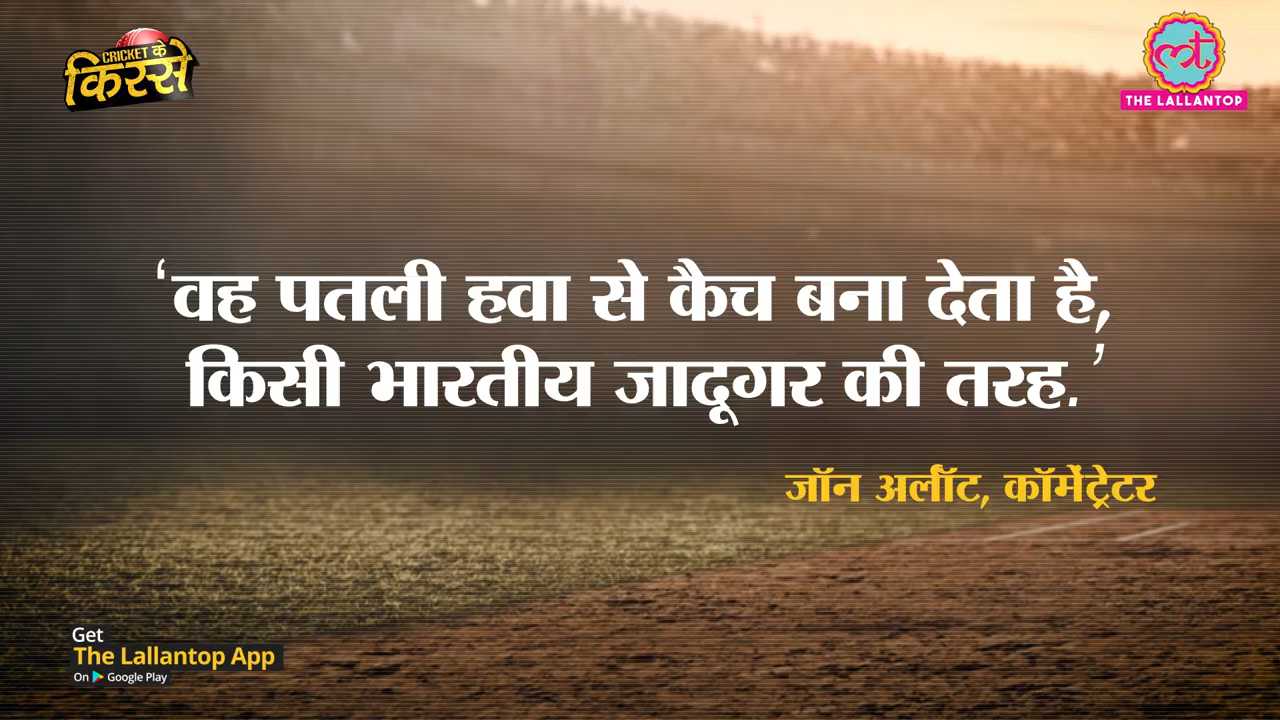 CRICKET के
किस्से
THE LALLANTOP
‘वह पतली हवा से कैच बना देता है,
किसी भारतीय जादूगर की तरह.’
जॉन अर्लॉट, कॉमेंट्रेटर
Get
The Lallantop App
On Google Play